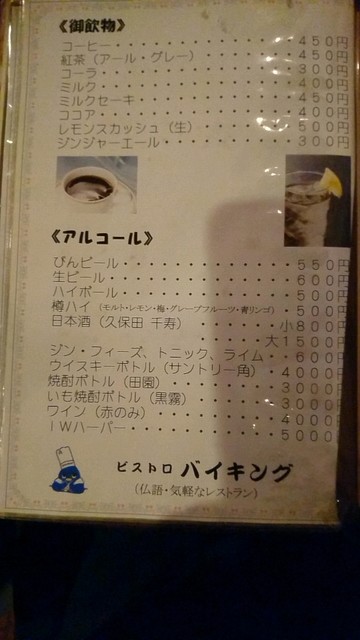 《御飲物》
コーヒー・・・・・・・・・・・・・・・・450円
紅茶（アール・グレー）・・・・・・・・450円
コーラ・・・・・・・・・・・・・・・・・300円
ミルク・・・・・・・・・・・・・・・・・400円
ミルクセーキ・・・・・・・・・・・・・・450円
ココア・・・・・・・・・・・・・・・・・400円
レモンスカッシュ（生）・・・・・・・・500円
ジンジャーエール・・・・・・・・・・・300円
《アルコール》
びんビール・・・・・・・・・・・・・・・550円
生ビール・・・・・・・・・・・・・・・・600円
ハイボール・・・・・・・・・・・・・・・500円
樽ハイ（モルト・レモン・梅・グレープフルーツ・青リンゴ）・・500円
日本酒（久保田 千寿）・・・・・・・小800円
大1500円
ジン・フィーズ、トニック、ライム・・600円
ウイスキーボトル（サントリー角）・4000円
焼酎ボトル（田園）・・・・・・・・・3000円
いも焼酎ボトル（黒霧）・・・・・・・3000円
ワイン（赤のみ）・・・・・・・・・・4000円
IWハーパー・・・・・・・・・・・・・5000円
ビストロ バイキング
（仏語・気軽なレストラン）